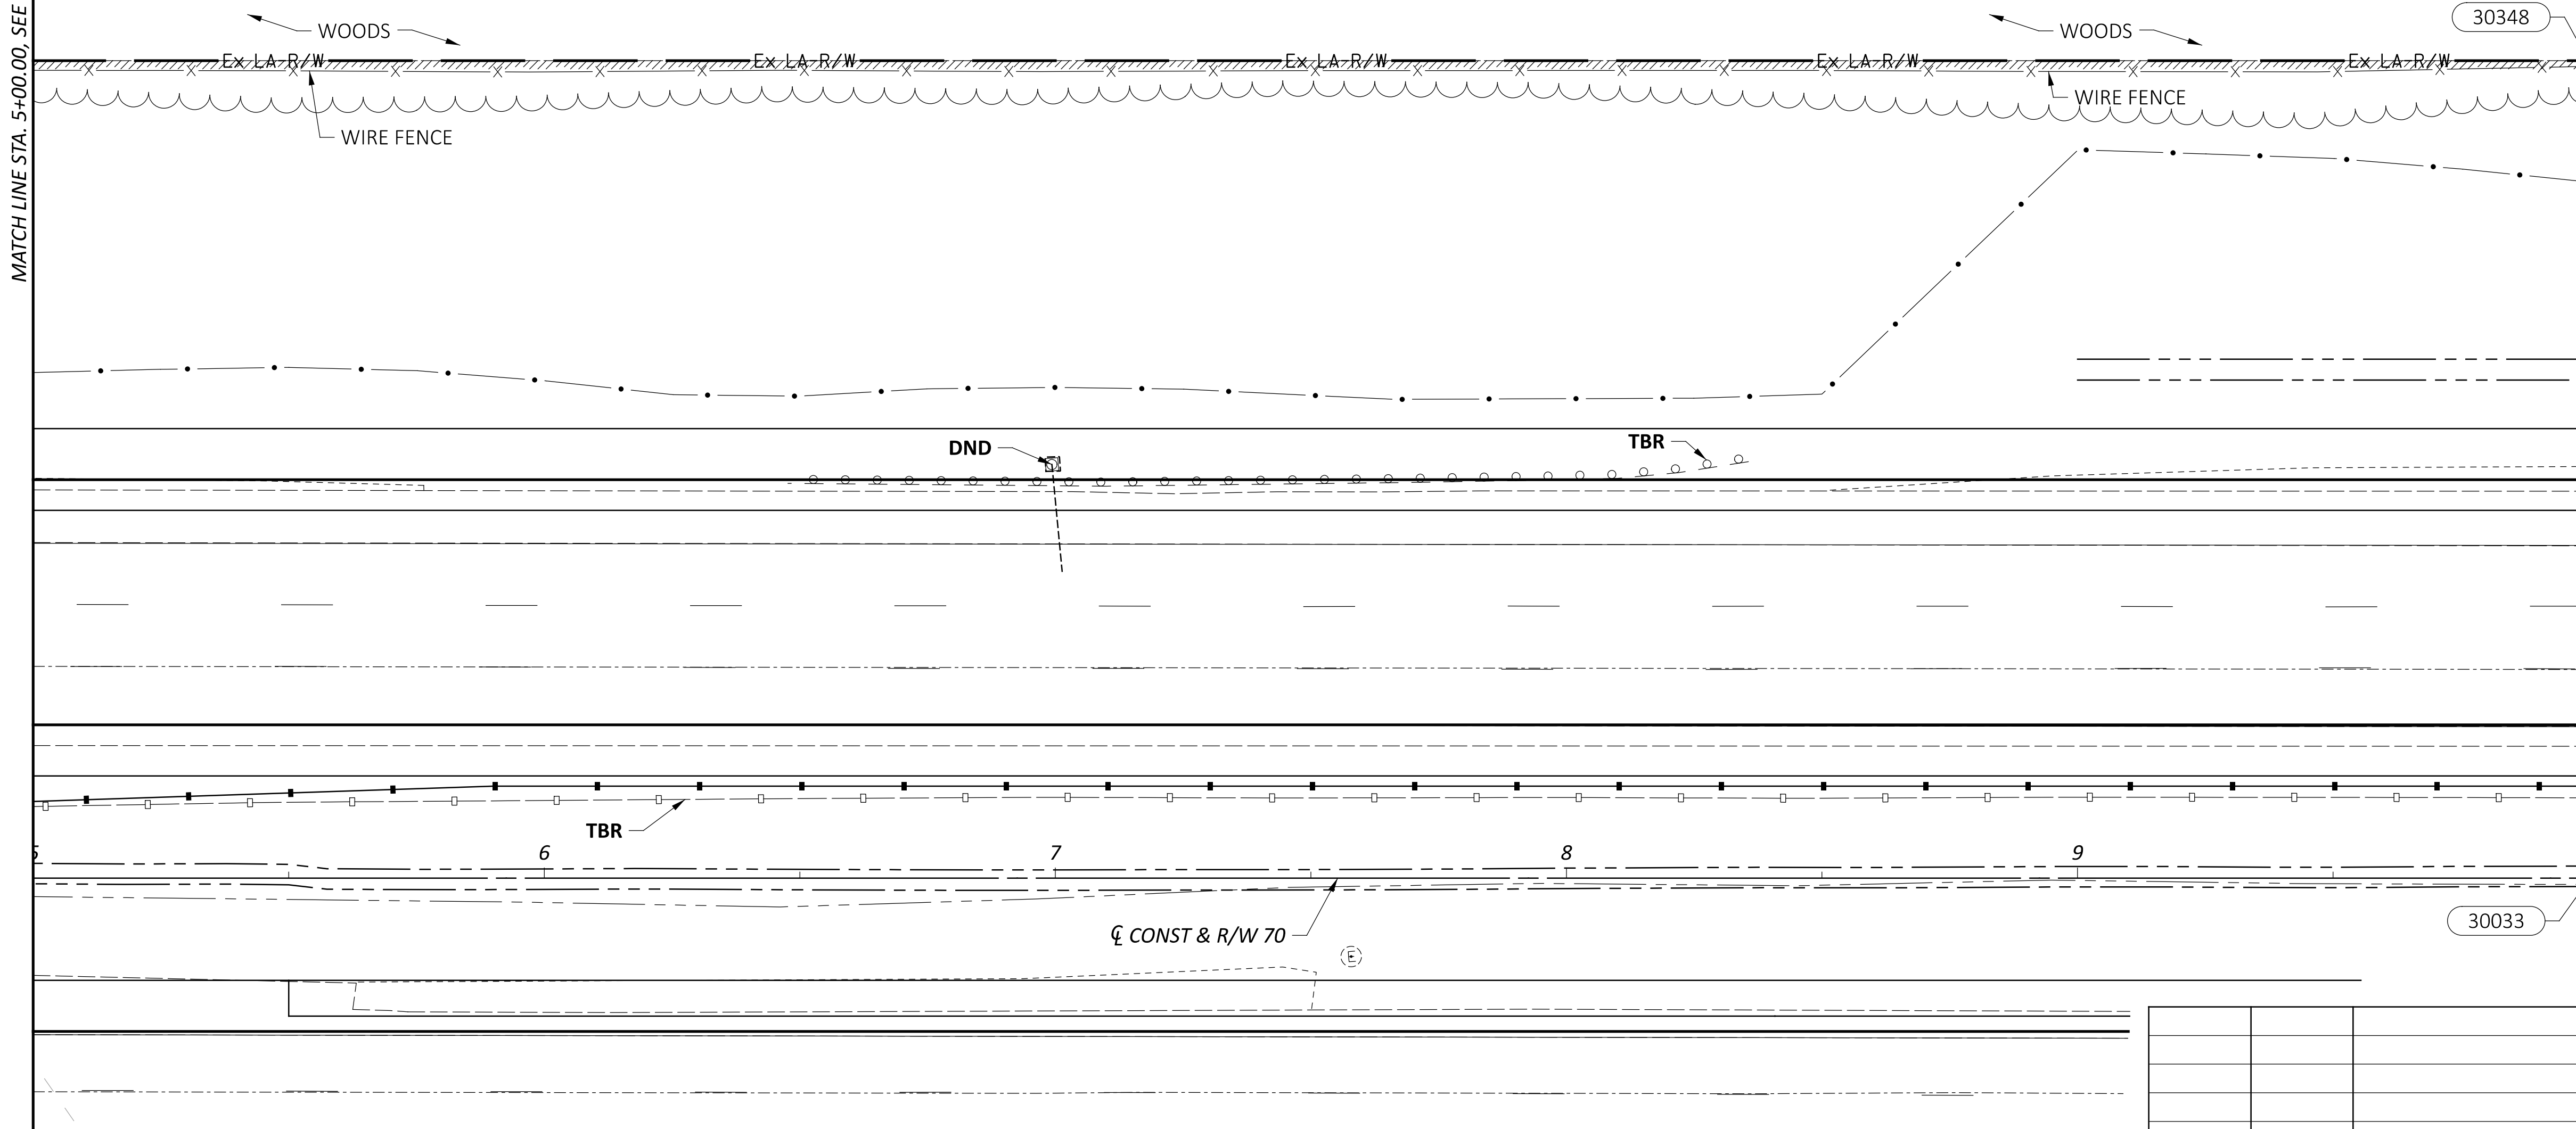 MATCH LINE STA. 5+00.00, SEE
WOODS
WOODS
30348
Ex LA-R/W
Ex LA-R/W
Ex LA-R/W
Ex LA-R/W
Ex LA-R/W
WIRE FENCE
WIRE FENCE
DND
TBR
TBR
5
6
7
8
9
℄ CONST & R/W 70
30033
E